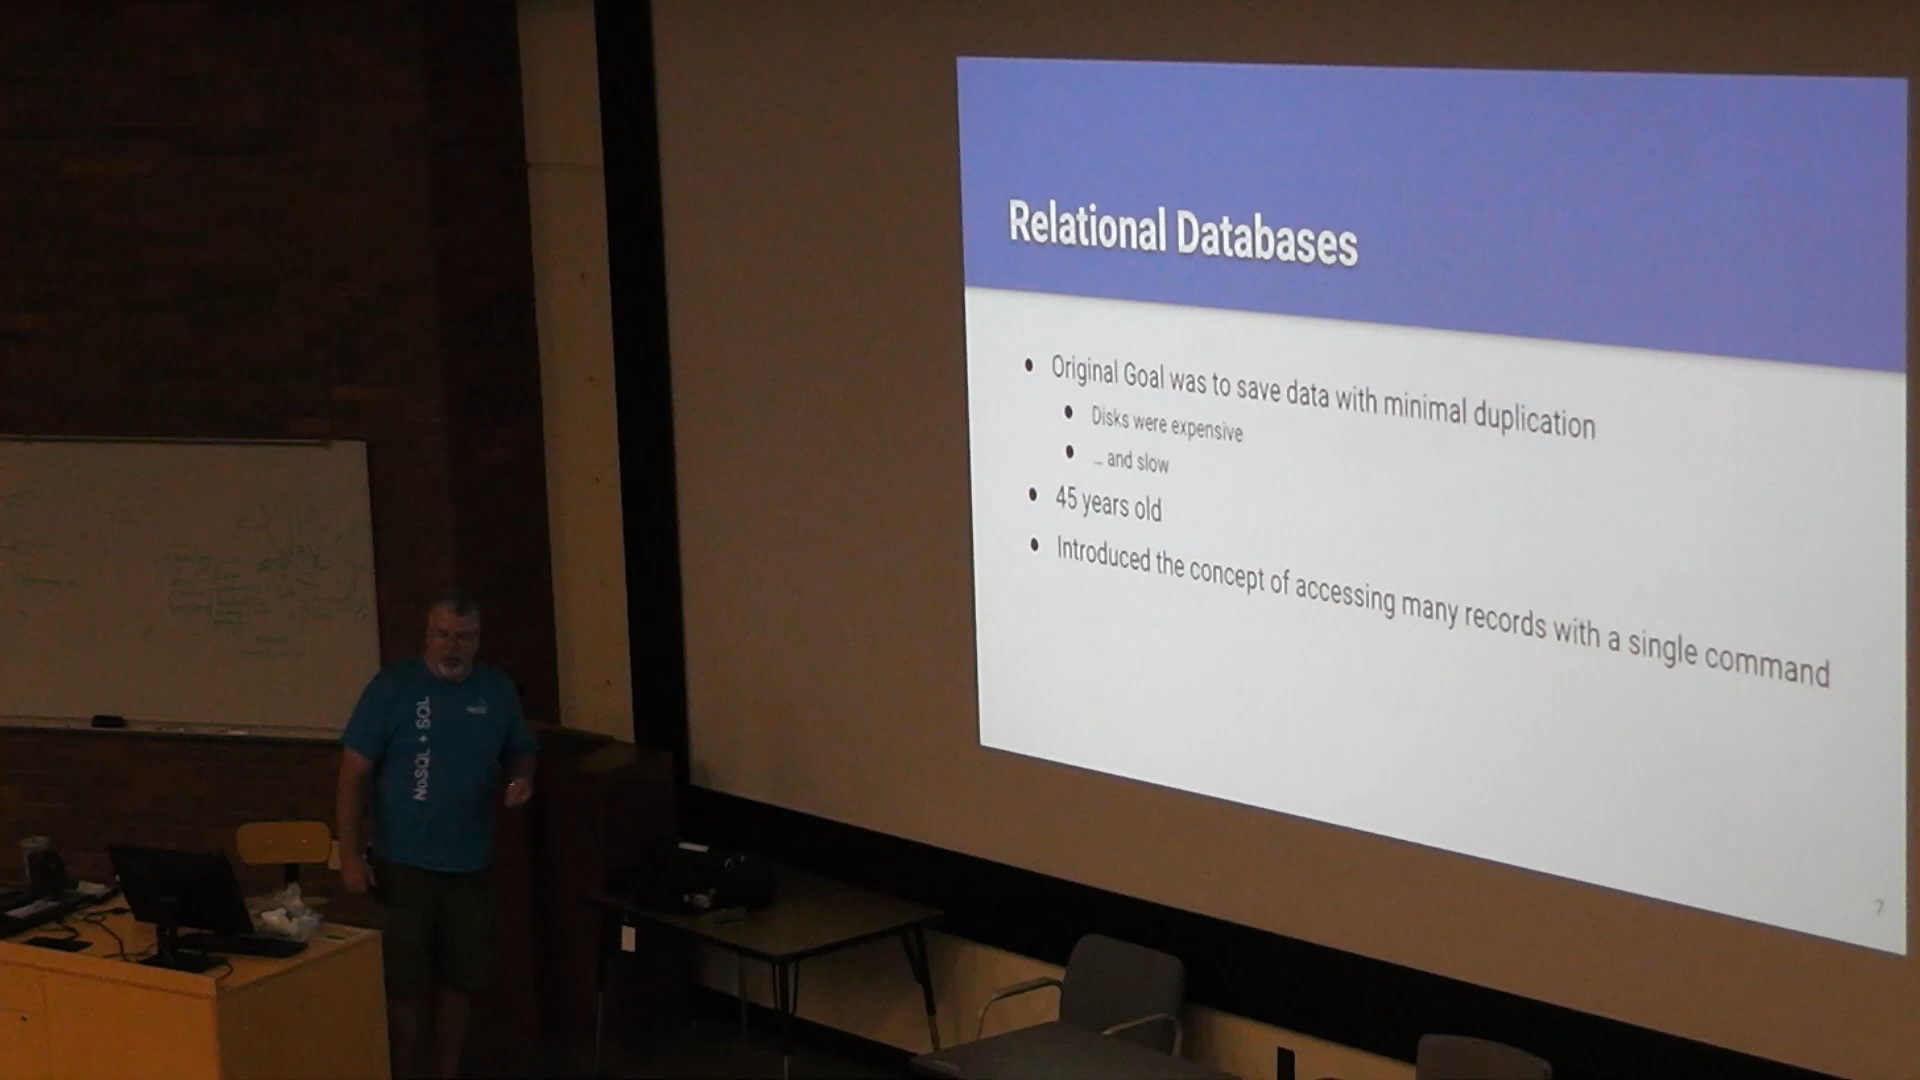 Relational Databases
Original Goal was to save data with minimal duplication
Disks were expensive
... and slow
45 years old
Introduced the concept of accessing many records with a single command
7
NoSQL + SQL